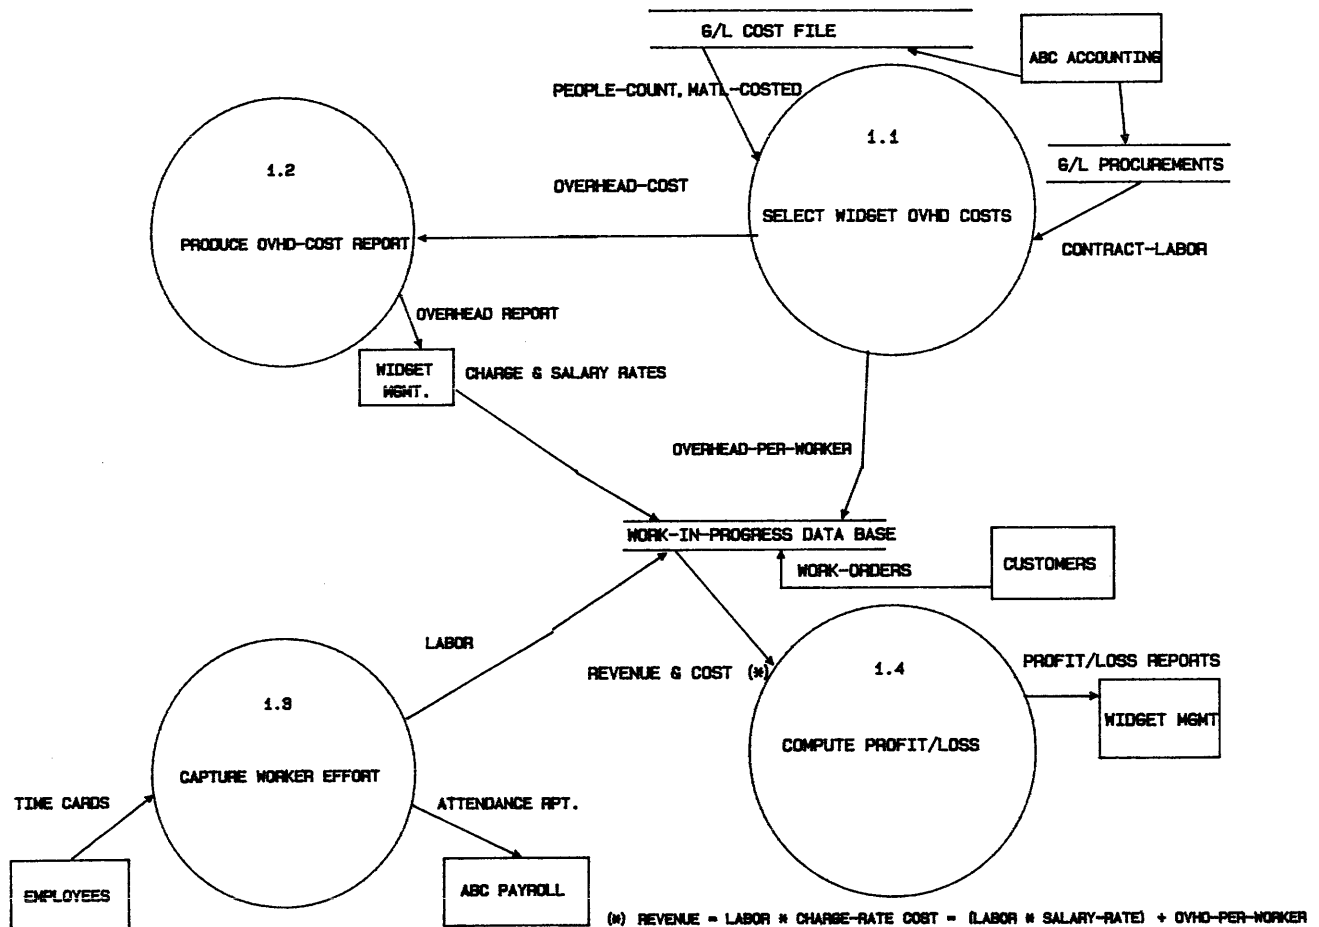 G/L COST FILE
ABC ACCOUNTING
PEOPLE-COUNT, MATL-COSTED
1.1
1.2
G/L PROCUREMENTS
OVERHEAD-COST
SELECT WIDGET OVHD COSTS
PRODUCE OVHD-COST REPORT
CONTRACT-LABOR
OVERHEAD REPORT
WIDGET
MGMT.
CHARGE & SALARY RATES
OVERHEAD-PER-WORKER
WORK-IN-PROGRESS DATA BASE
CUSTOMERS
WORK-ORDERS
LABOR
REVENUE & COST (*)
1.4
PROFIT/LOSS REPORTS
1.3
WIDGET MGMT
COMPUTE PROFIT/LOSS
CAPTURE WORKER EFFORT
TIME CARDS
ATTENDANCE RPT.
EMPLOYEES
ABC PAYROLL
(*) REVENUE = LABOR * CHARGE-RATE COST = (LABOR * SALARY-RATE) + OVHD-PER-WORKER